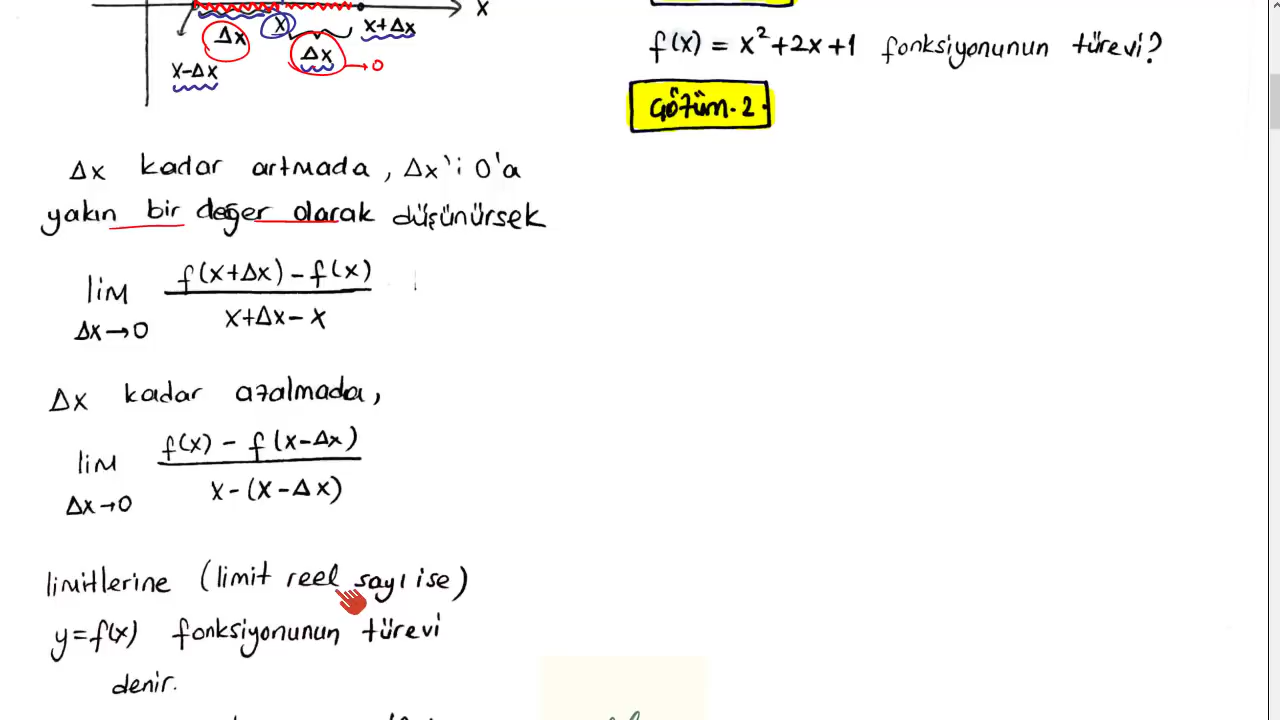 x
Δx
x
x+Δx
Δx
→0
x-Δx
Δx kadar artmada, Δx'i 0'a
yakın bir değer olarak düşünürsek
lim f(x+Δx) - f(x)
Δx→0 x+Δx-x
Δx kadar azalmada,
lim f(x) - f(x-Δx)
Δx→0 x-(x-Δx)
limitlerine (limit reel sayı ise)
y=f(x) fonksiyonunun türevi
denir.
f(x) = x²+2x+1 fonksiyonunun türevi?
Çözüm-2